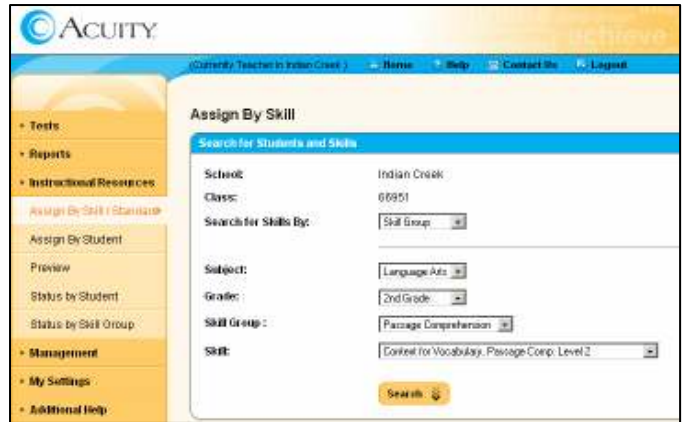 ACUITY
achieve
(Currently Teacher in Indian Creek ) Home Help Contact Us Logout
Assign By Skill
Search for Students and Skills
Tests
Reports
Instructional Resources
Assign By Skill / Standard
Assign By Student
Preview
Status by Student
Status by Skill Group
Management
My Settings
Additional Help
School: Indian Creek
Class: 66951
Search for Skills By: Skill Group
Subject: Language Arts
Grade: 2nd Grade
Skill Group : Passage Comprehension
Skill: Context for Vocabulary, Passage Comp. Level 2
Search